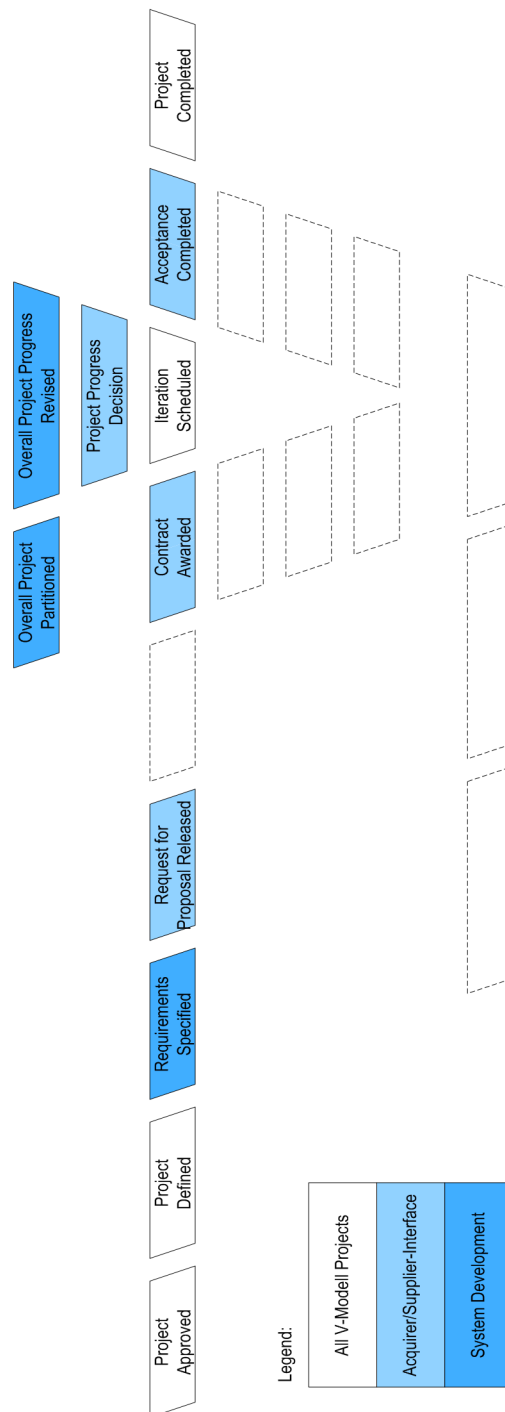 Overall Project
Partitioned
Overall Project Progress
Revised
Project Progress
Decision
Project
Approved
Project
Defined
Requirements
Specified
Request for
Proposal Released
Contract
Awarded
Iteration
Scheduled
Acceptance
Completed
Project
Completed
Legend:
All V-Modell Projects
Acquirer/Supplier-Interface
System Development